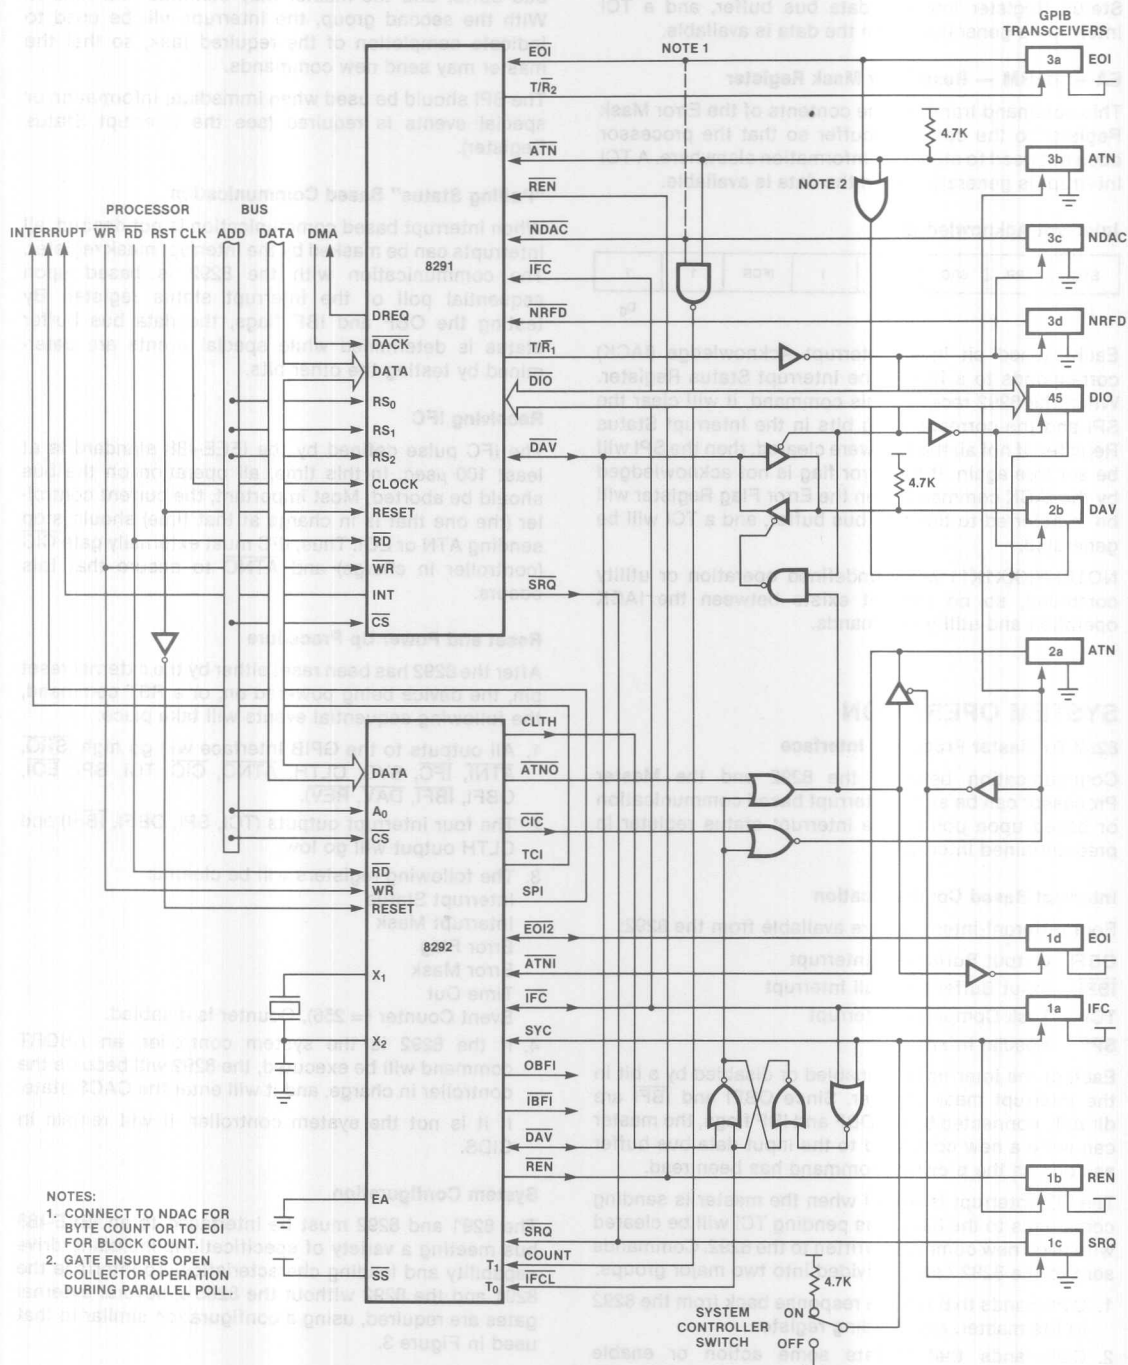 GPIB
TRANSCEIVERS
NOTE 1
EOI
3a
EOI
T/R2
4.7K
ATN
3b
ATN
REN
NOTE 2
PROCESSOR
BUS
INTERRUPT WR RD RST CLK ADD DATA DMA
NDAC
3c
NDAC
8291
IFC
DREQ
NRFD
3d
NRFD
DACK
T/R1
DATA
DIO
45
DIO
RS0
RS1
RS2
DAV
4.7K
CLOCK
2b
DAV
RESET
RD
WR
SRQ
INT
CS
2a
ATN
CLTH
ATNO
DATA
A0
CIC
CS
TCI
RD
WR
SPI
RESET
8292
EOI2
1d
EOI
ATNI
X1
IFC
1a
IFC
SYC
X2
OBFI
IBFI
DAV
REN
1b
REN
EA
SRQ
1c
SRQ
COUNT
T1
SS
IFCL
T0
4.7K
NOTES:
1. CONNECT TO NDAC FOR
BYTE COUNT OR TO EOI
FOR BLOCK COUNT.
2. GATE ENSURES OPEN
COLLECTOR OPERATION
DURING PARALLEL POLL.
SYSTEM
CONTROLLER
SWITCH
ON
OFF